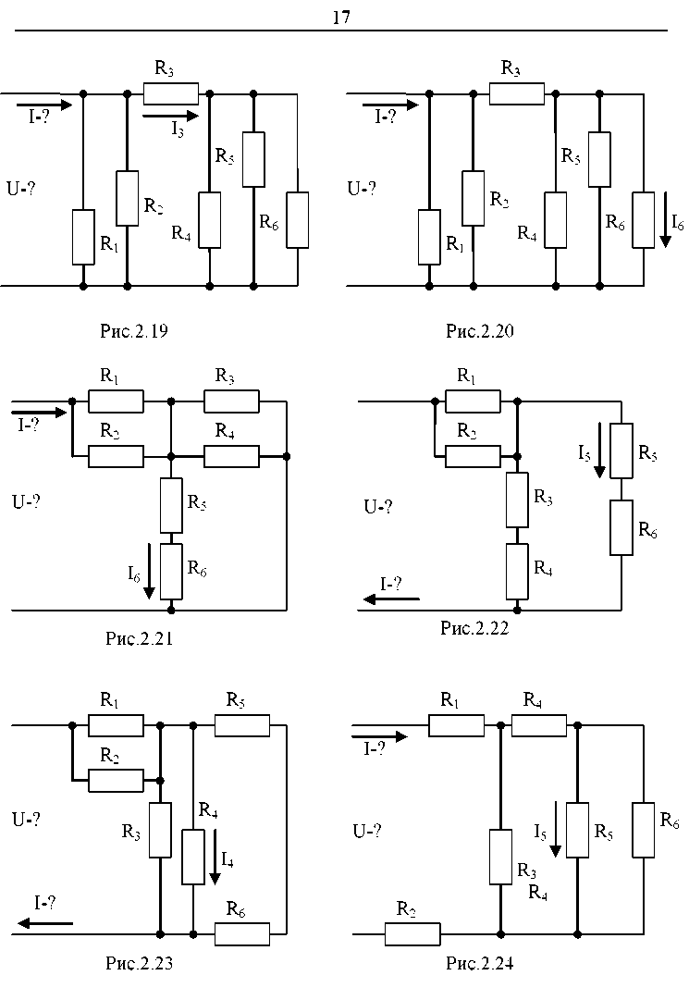 17
R3 R3
I-? I3 I-?
U-? R1 R2 R4 R5 R6
U-? R1 R2 R4 R5 R6 I6
Рис.2.19 Рис.2.20
R1 R3 R1
I-? R2 R4 R2
U-? R5 I6 R6
I5 R5 U-? R3 R6 R4
I-?
Рис.2.21 Рис.2.22
R1 R5 R1 R4
R2 I-?
U-? R3 R4 I4
U-? I5 R5 R6
R3
R4
I-? R6 R2
Рис.2.23 Рис.2.24